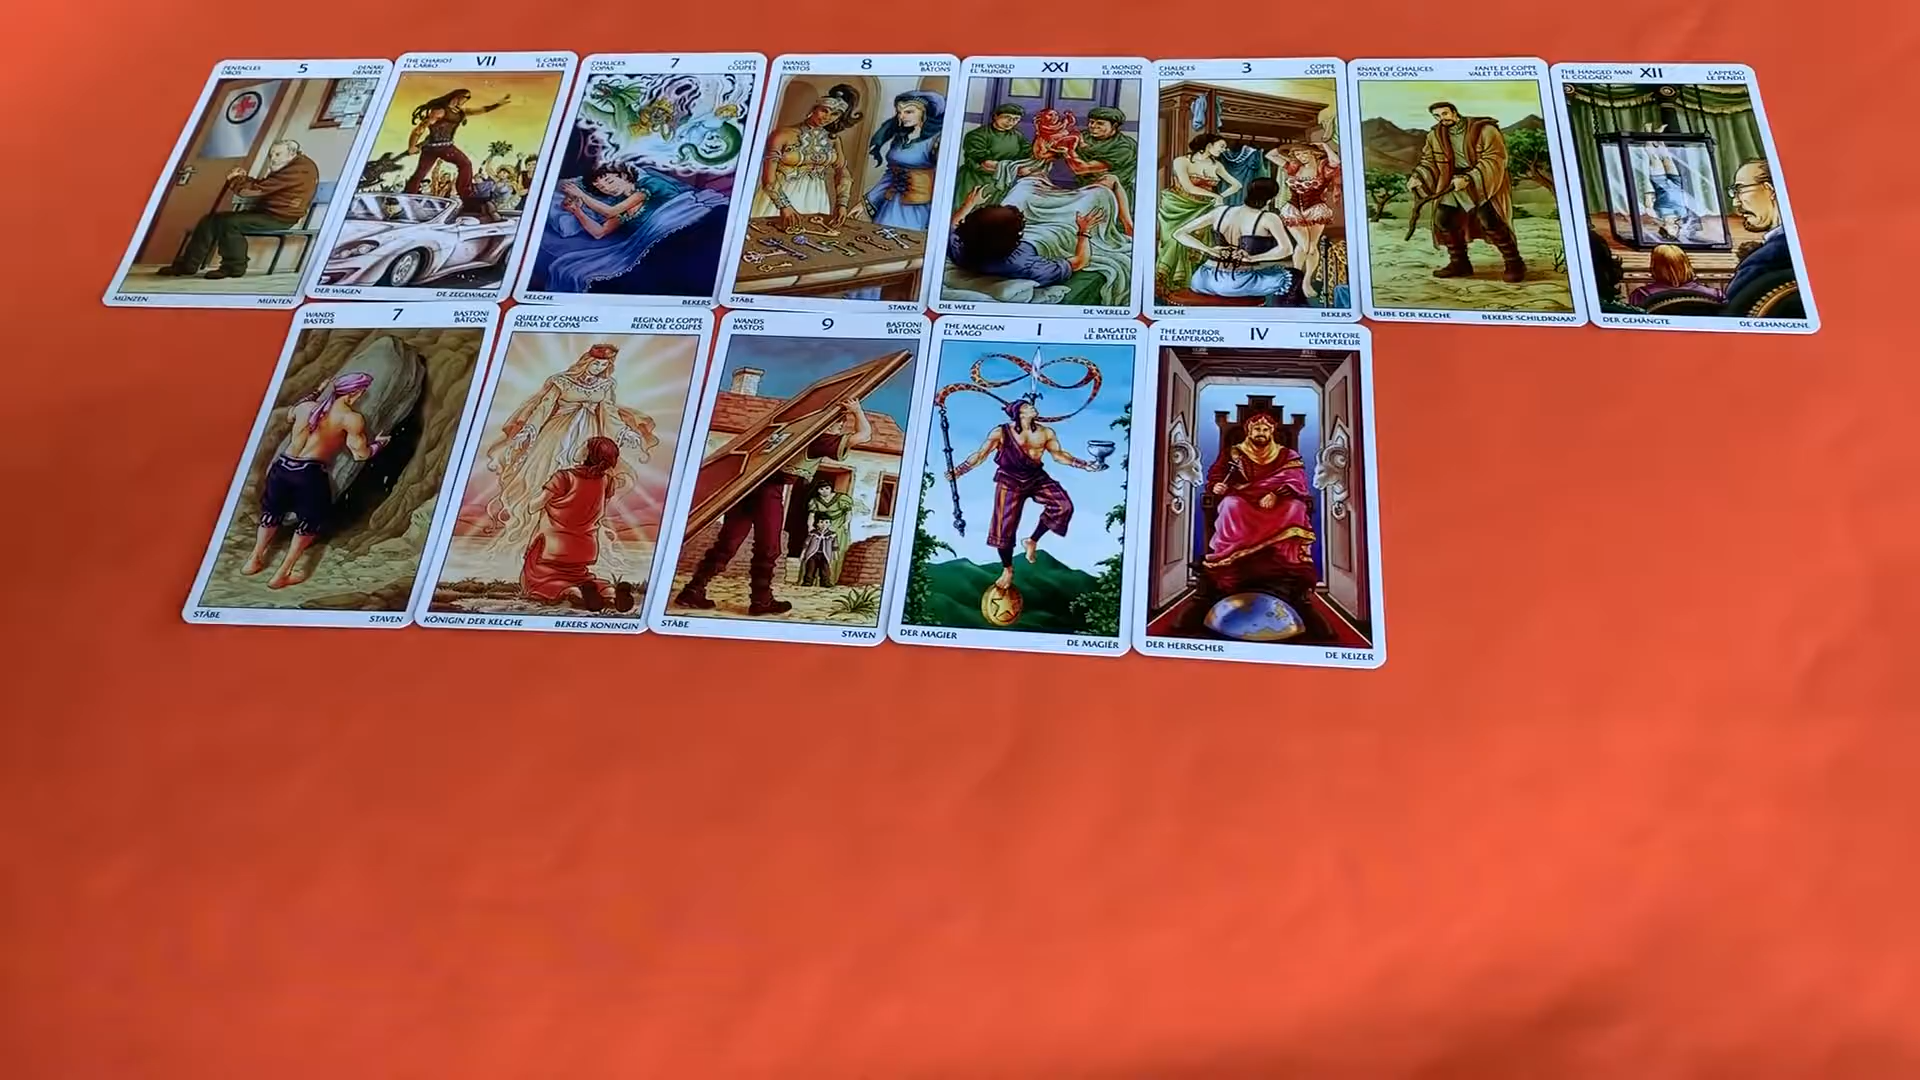 PENTACLES 5 DENARI
OROS DENIERS
MÜNZEN MUNTEN
THE CHARIOT VII IL CARRO
EL CARRO LE CHAR
DER WAGEN DE ZEGEWAGEN
CHALICES 7 COPPE
COPAS COUPES
KELCHE BEKERS
WANDS 8 BASTONI
BASTOS BÂTONS
STÄBE STAVEN
THE WORLD XXI IL MONDO
EL MUNDO LE MONDE
DIE WELT DE WERELD
CHALICES 3 COPPE
COPAS COUPES
KELCHE BEKERS
KNAVE OF CHALICES FANTE DI COPPE
SOTA DE COPAS VALET DE COUPES
BUBE DER KELCHE BEKERS SCHILDKNAAP
THE HANGED MAN XII L'APPESO
EL COLGADO LE PENDU
DER GEHÄNGTE DE GEHANGENE
WANDS 7 BASTONI
BASTOS BÂTONS
STÄBE STAVEN
QUEEN OF CHALICES REGINA DI COPPE
REINA DE COPAS REINE DE COUPES
KÖNIGIN DER KELCHE BEKERS KONINGIN
WANDS 9 BASTONI
BASTOS BÂTONS
STÄBE STAVEN
THE MAGICIAN I IL BAGATTO
EL MAGO LE BATELEUR
DER MAGIER DE MAGIËR
THE EMPEROR IV L'IMPERATORE
EL EMPERADOR L'EMPEREUR
DER HERRSCHER DE KEIZER